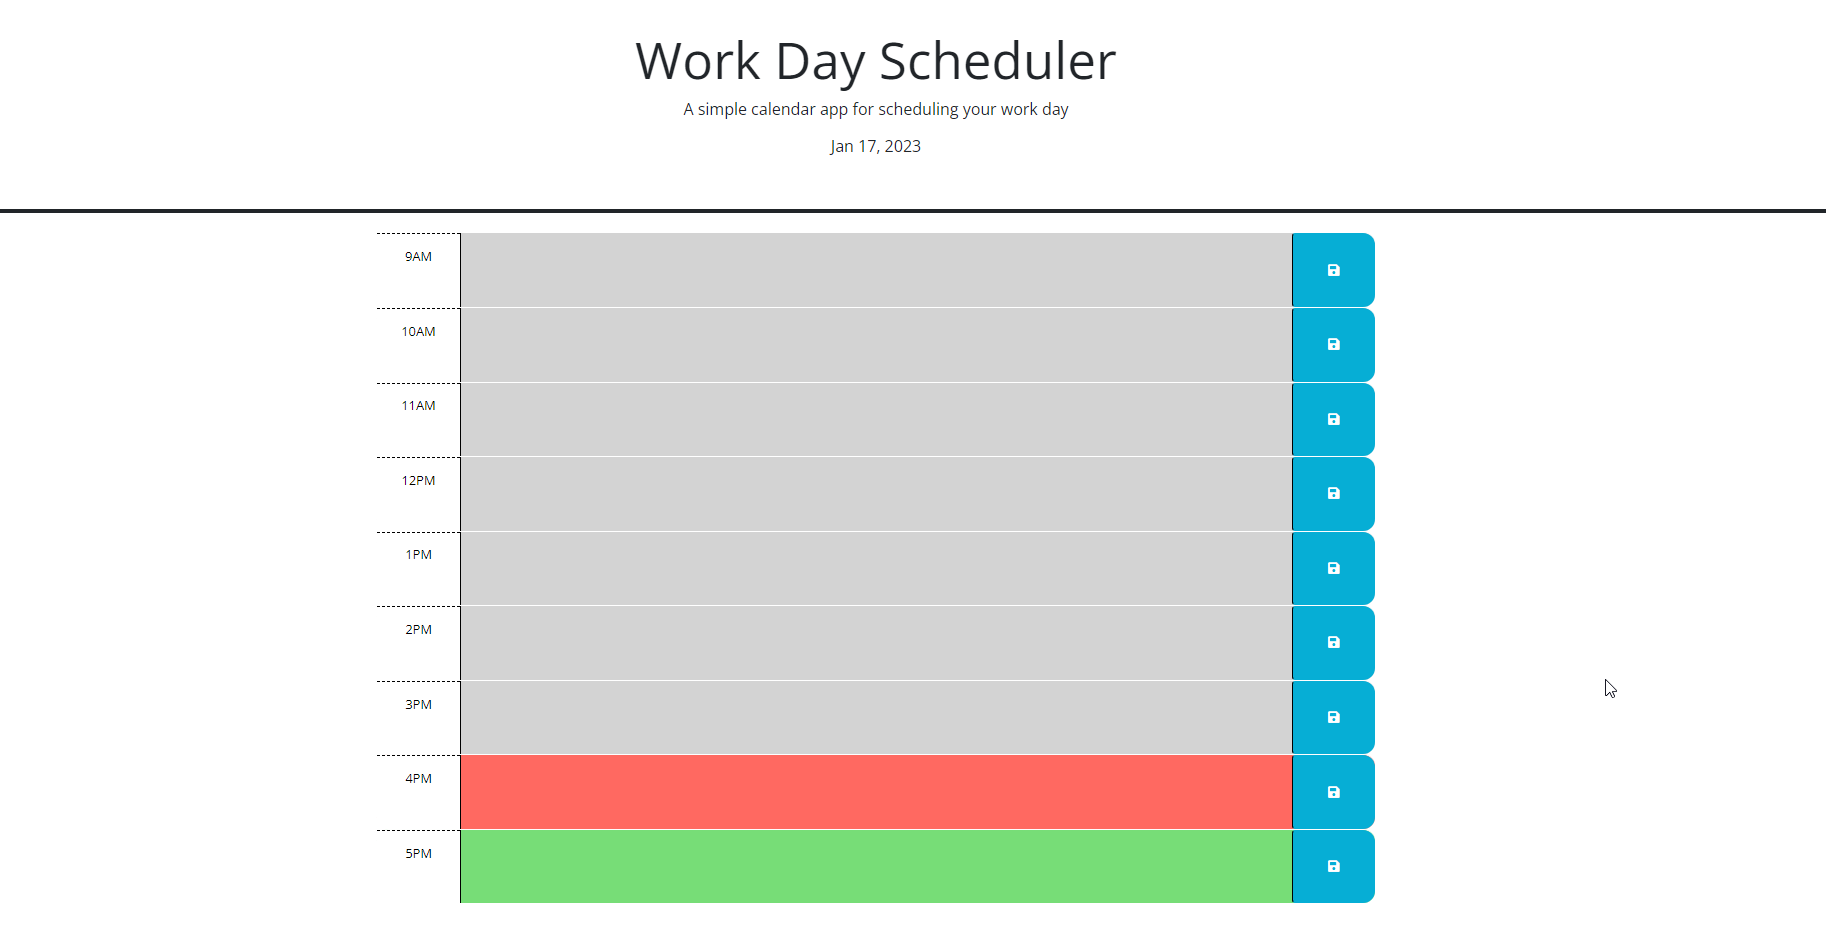 Work Day Scheduler
A simple calendar app for scheduling your work day
Jan 17, 2023
9AM
10AM
11AM
12PM
1PM
2PM
3PM
4PM
5PM